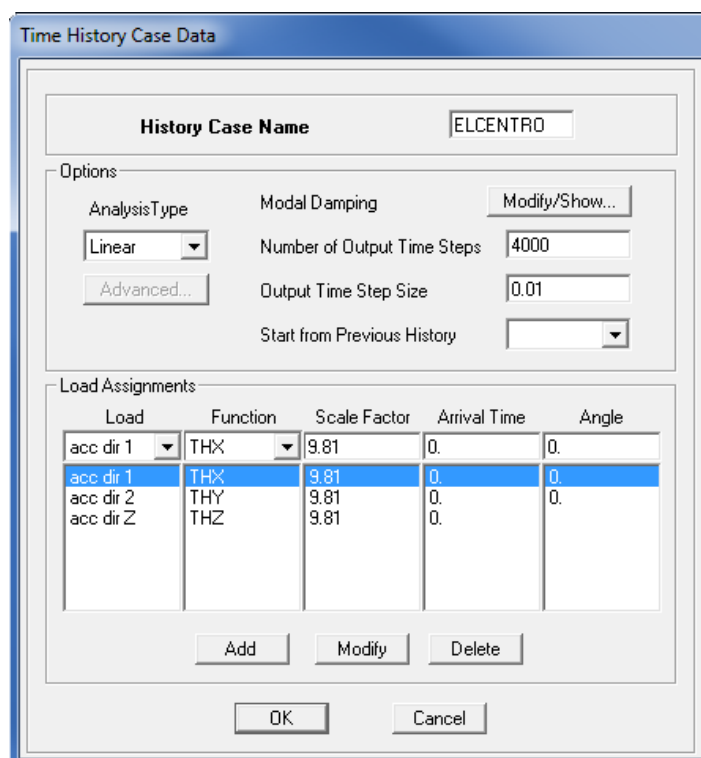 Time History Case Data
History Case Name ELCENTRO
Options
AnalysisType Modal Damping Modify/Show...
Linear Number of Output Time Steps 4000
Advanced... Output Time Step Size 0.01
Start from Previous History
Load Assignments
Load Function Scale Factor Arrival Time Angle
acc dir 1 THX 9.81 0. 0.
acc dir 1 THX 9.81 0. 0.
acc dir 2 THY 9.81 0. 0.
acc dir Z THZ 9.81 0.
Add Modify Delete
OK Cancel